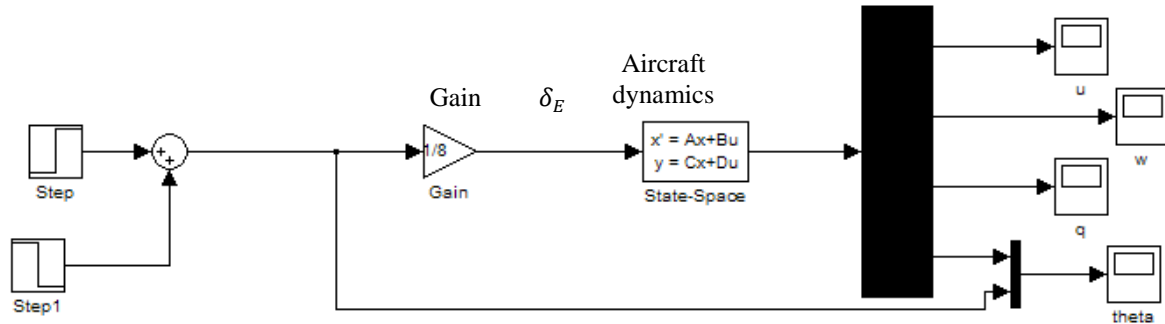 Aircraft
dynamics
Gain
δ_E
u
w
1/8
x' = Ax+Bu
y = Cx+Du
+
+
Step
Gain
State-Space
q
Step1
theta